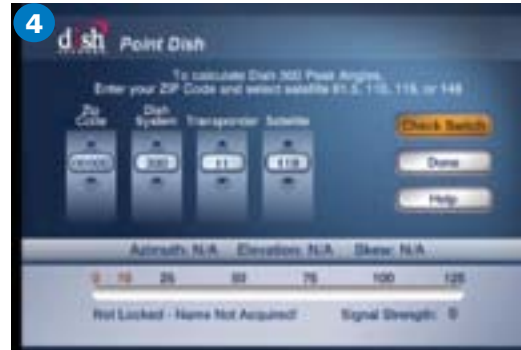 4
dish Point Dish
To calculate Dish 300 Peak Angles,
Enter your ZIP Code and select satellite 61.5, 110, 119, or 148
Zip Code Dish System Transponder Satellite
00000 300 11 119
Check Switch
Done
Help
Azimuth: N/A Elevation: N/A Skew: N/A
0 10 25 50 75 100 125
Not Locked - Name Not Acquired! Signal Strength: 0